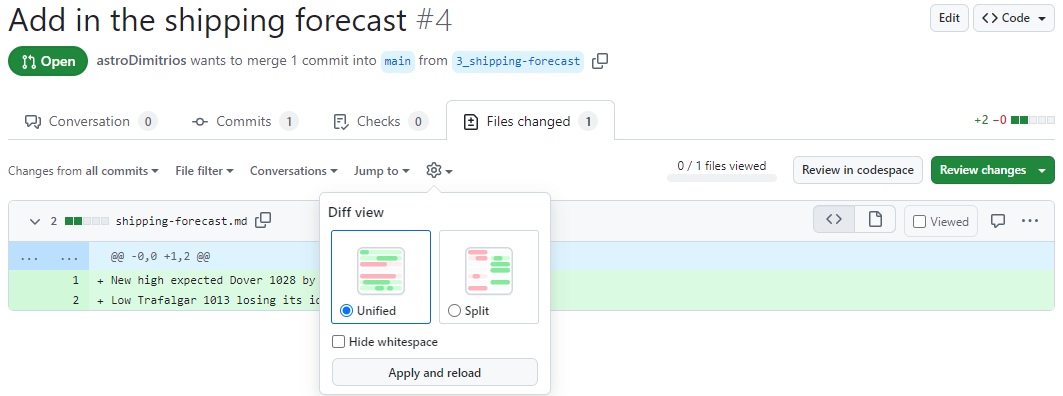 Add in the shipping forecast #4
Edit
Code
Open
astroDimitrios wants to merge 1 commit into main from 3_shipping-forecast
Conversation 0
Commits 1
Checks 0
Files changed 1
+2 −0
Changes from all commits
File filter
Conversations
Jump to
0 / 1 files viewed
Review in codespace
Review changes
Diff view
Unified
Split
Hide whitespace
Apply and reload
2 shipping-forecast.md
Viewed
... ... @@ -0,0 +1,2 @@
1 + New high expected Dover 1028 by
2 + Low Trafalgar 1013 losing its